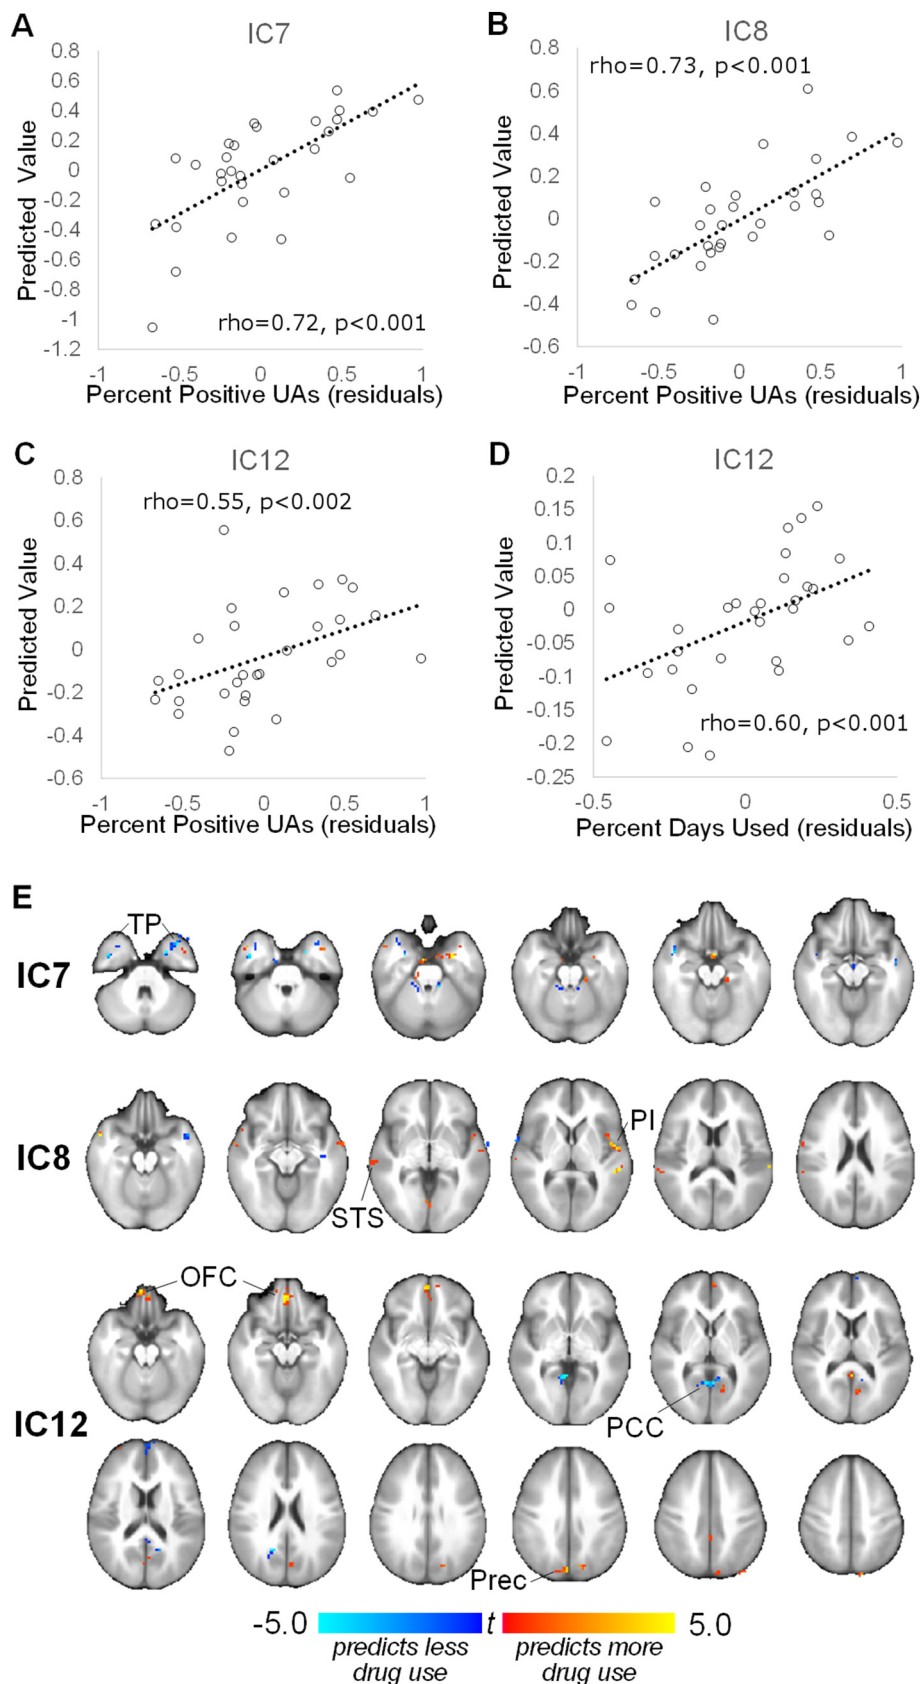 A
IC7
0.8
0.6
0.4
0.2
0
-0.2
-0.4
-0.6
-0.8
-1
-1.2
Predicted Value
rho=0.72, p<0.001
-1 -0.5 0 0.5 1
Percent Positive UAs (residuals)
B
IC8
0.8
0.6
0.4
0.2
0
-0.2
-0.4
-0.6
Predicted Value
rho=0.73, p<0.001
-1 -0.5 0 0.5 1
Percent Positive UAs (residuals)
C
IC12
0.8
0.6
0.4
0.2
0
-0.2
-0.4
-0.6
Predicted Value
rho=0.55, p<0.002
-1 -0.5 0 0.5 1
Percent Positive UAs (residuals)
D
IC12
0.2
0.15
0.1
0.05
0
-0.05
-0.1
-0.15
-0.2
-0.25
Predicted Value
rho=0.60, p<0.001
-0.5 0 0.5
Percent Days Used (residuals)
E
TP
IC7
IC8
PI
STS
OFC
IC12
PCC
Prec
-5.0 t 5.0
predicts less predicts more
drug use drug use